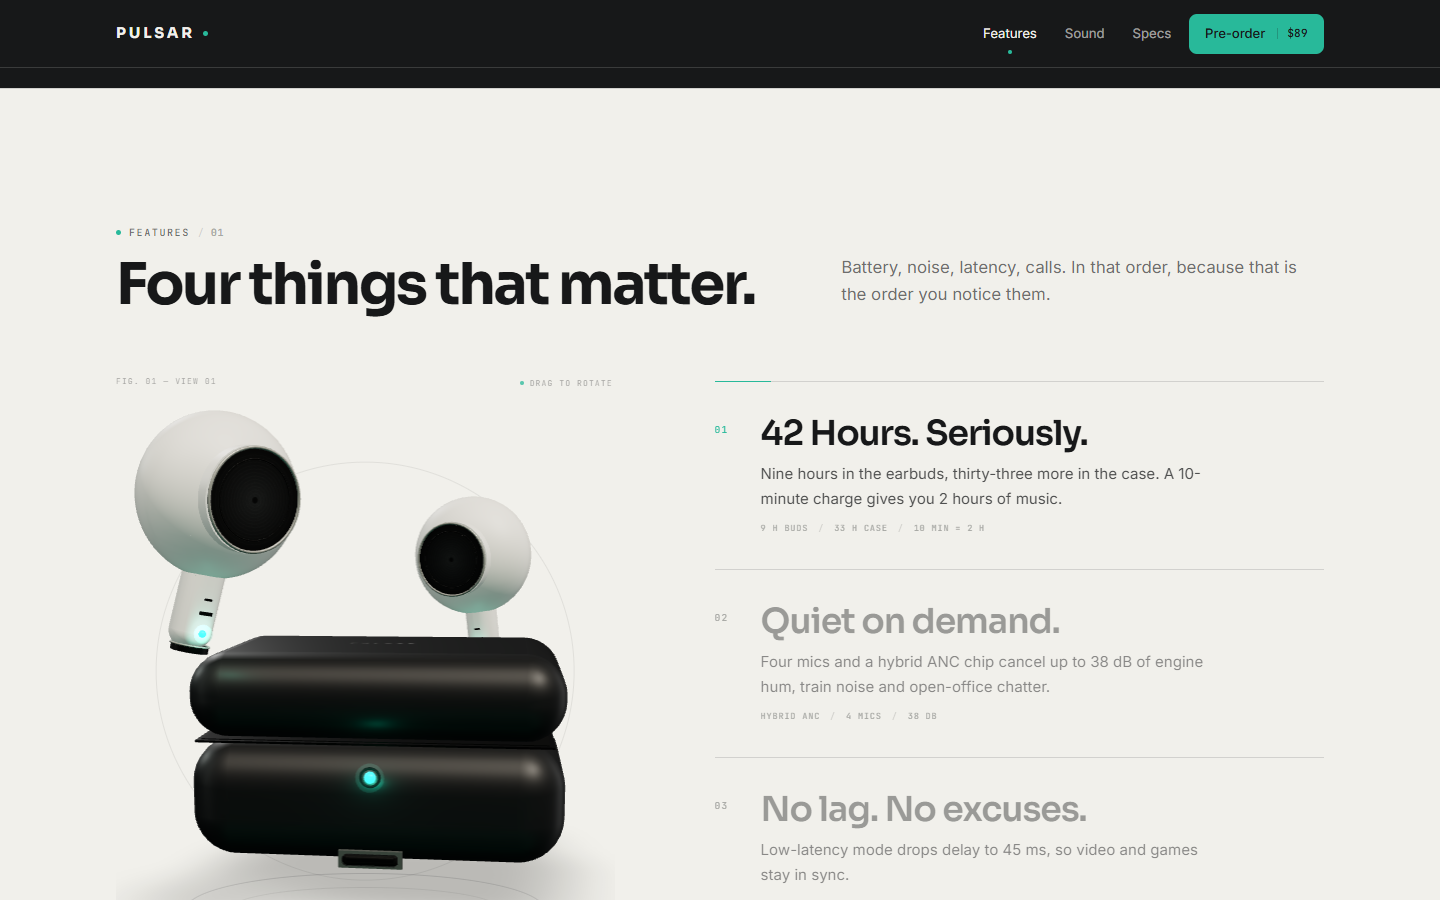 PULSAR
Features Sound Specs Pre-order $89
FEATURES / 01
Four things that matter.
Battery, noise, latency, calls. In that order, because that is
the order you notice them.
FIG. 01 — VIEW 01
DRAG TO ROTATE
01
42 Hours. Seriously.
Nine hours in the earbuds, thirty-three more in the case. A 10-
minute charge gives you 2 hours of music.
9 H BUDS / 33 H CASE / 10 MIN = 2 H
02
Quiet on demand.
Four mics and a hybrid ANC chip cancel up to 38 dB of engine
hum, train noise and open-office chatter.
HYBRID ANC / 4 MICS / 38 DB
03
No lag. No excuses.
Low-latency mode drops delay to 45 ms, so video and games
stay in sync.